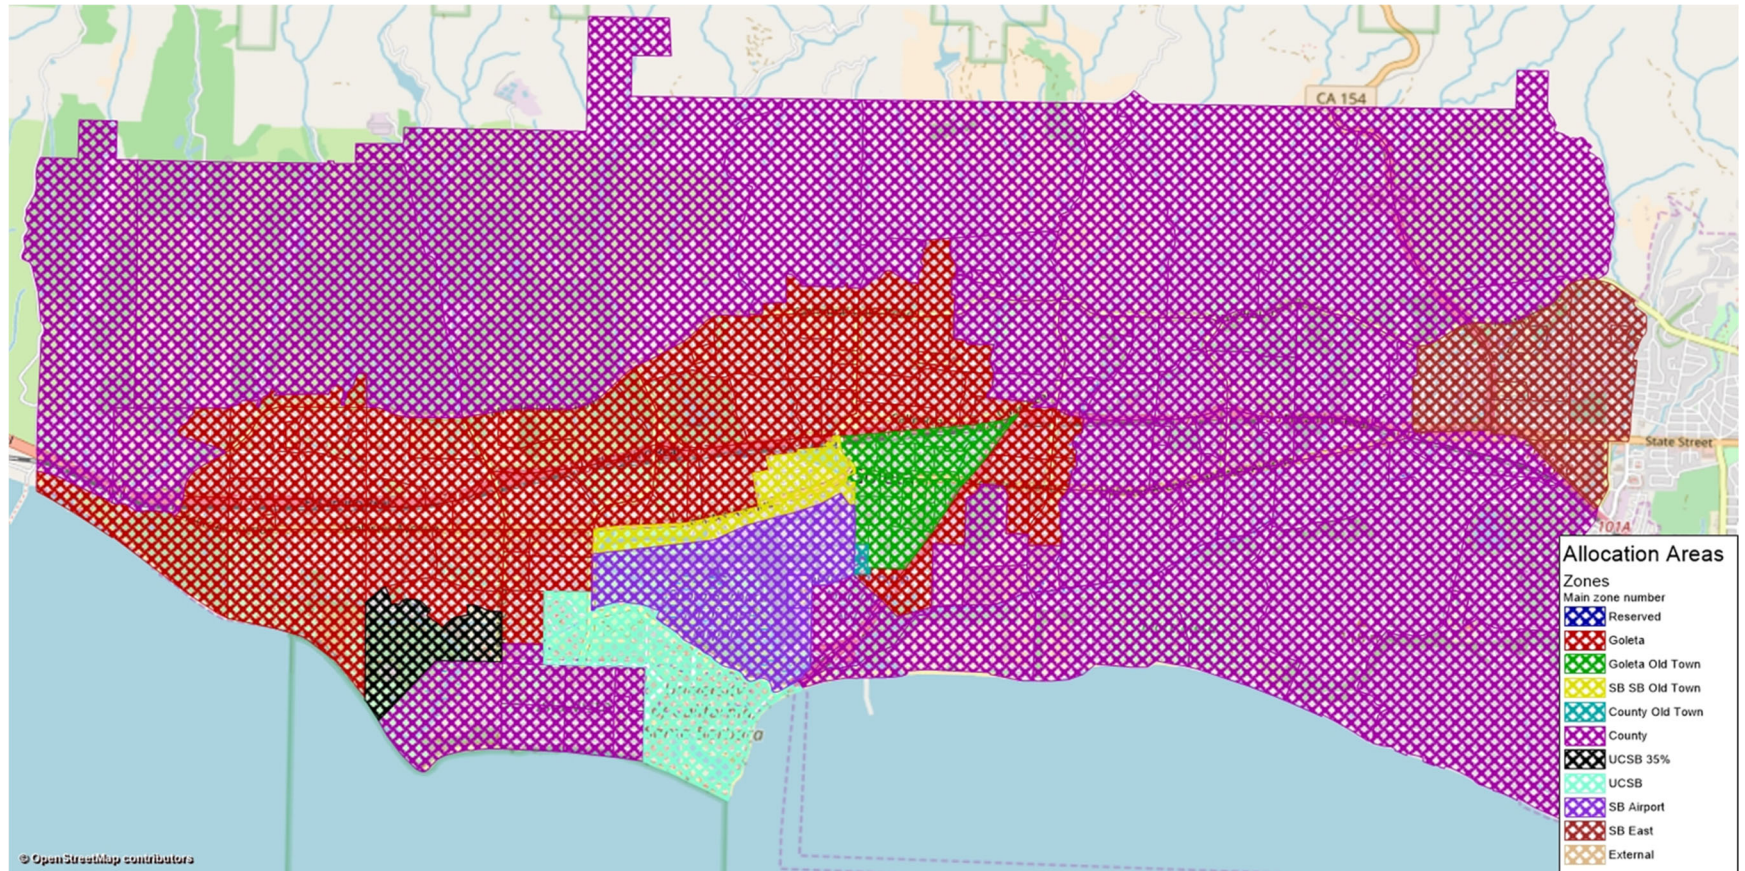 CA 154
State Street
101A
Allocation Areas
Zones
Main zone number
Reserved
Goleta
Goleta Old Town
SB SB Old Town
County Old Town
County
UCSB 35%
UCSB
SB Airport
SB East
External
© OpenStreetMap contributors